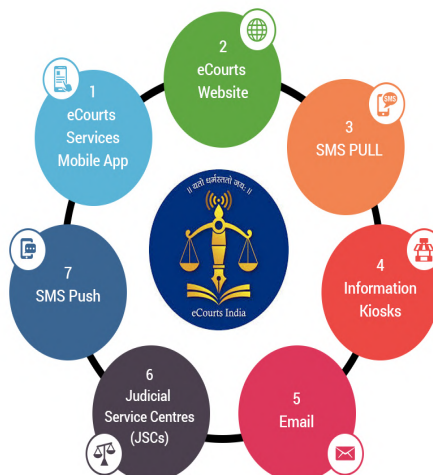 1
eCourts
Services
Mobile App
2
eCourts
Website
3
SMS PULL
SMS
4
Information
Kiosks
5
Email
6
Judicial
Service Centres
(JSCs)
7
SMS Push
॥ यतो धर्मस्ततो जयः ॥
eCourts India